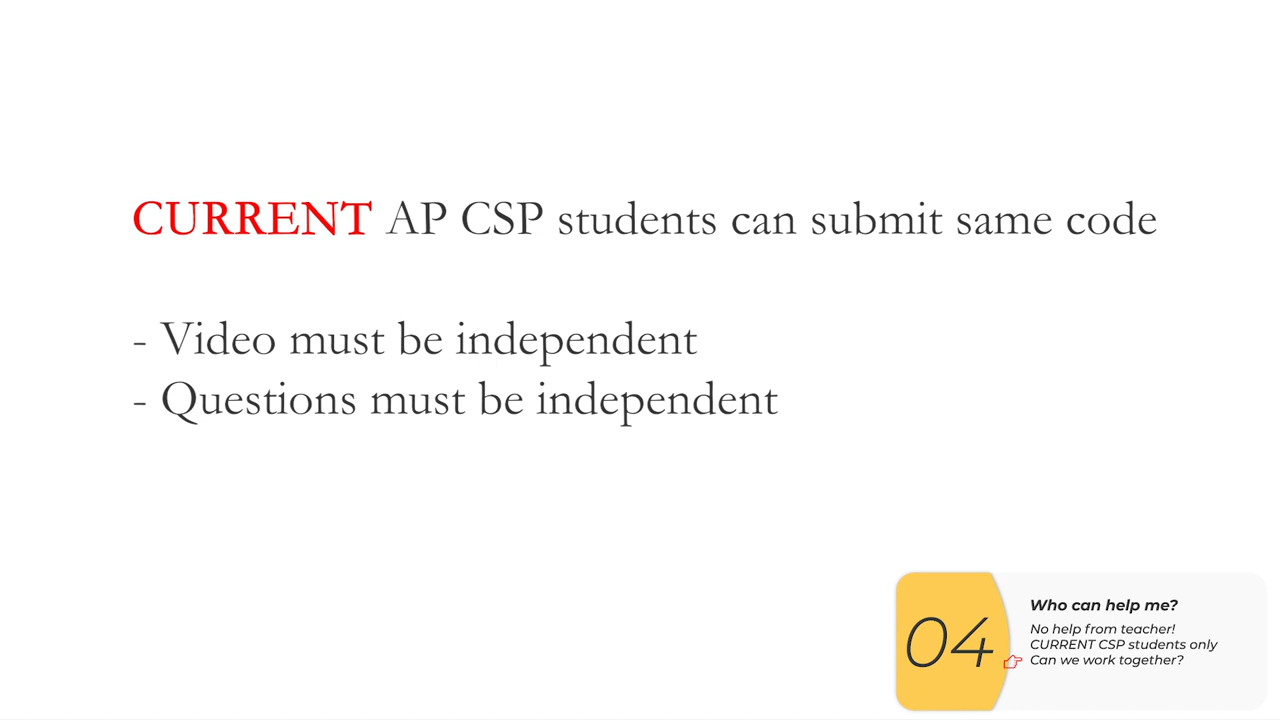 CURRENT AP CSP students can submit same code
- Video must be independent
- Questions must be independent
04
Who can help me?
No help from teacher!
CURRENT CSP students only
Can we work together?